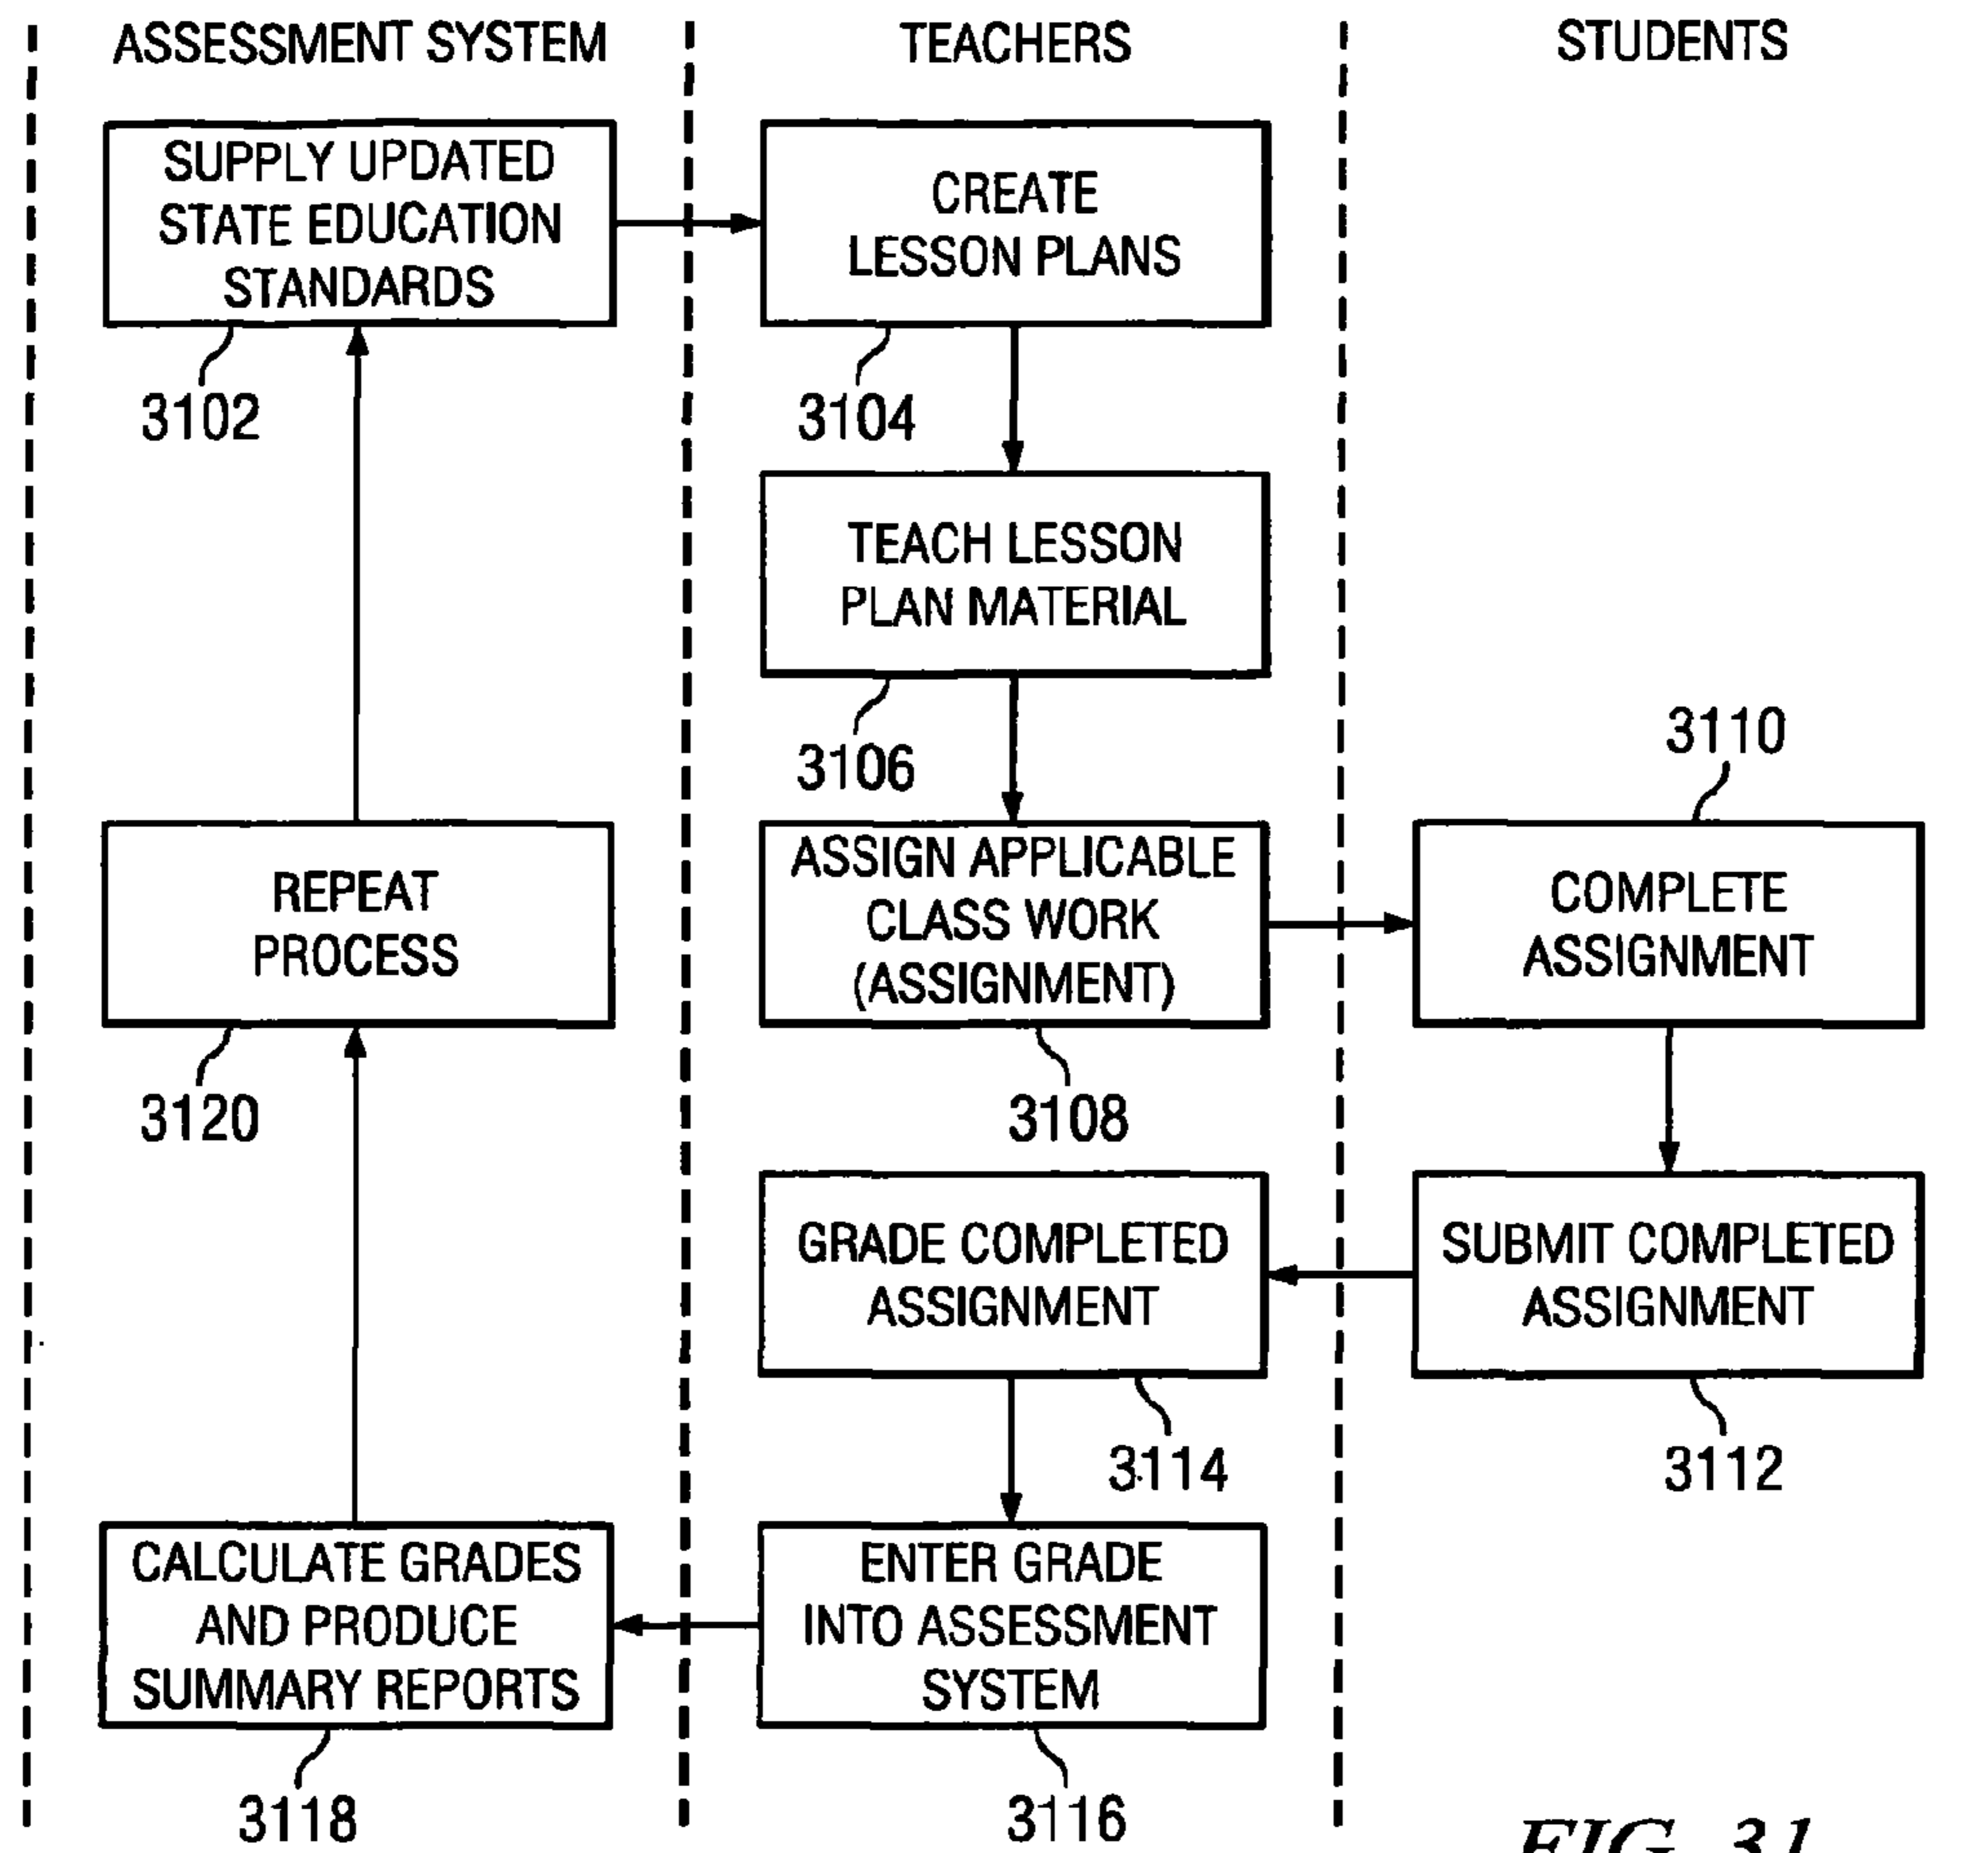 ASSESSMENT SYSTEM
TEACHERS
STUDENTS
SUPPLY UPDATED
STATE EDUCATION
STANDARDS
3102
CREATE
LESSON PLANS
3104
TEACH LESSON
PLAN MATERIAL
3106
ASSIGN APPLICABLE
CLASS WORK
(ASSIGNMENT)
3108
3110
COMPLETE
ASSIGNMENT
SUBMIT COMPLETED
ASSIGNMENT
3112
GRADE COMPLETED
ASSIGNMENT
3114
ENTER GRADE
INTO ASSESSMENT
SYSTEM
3116
CALCULATE GRADES
AND PRODUCE
SUMMARY REPORTS
3118
REPEAT
PROCESS
3120
FIG. 31